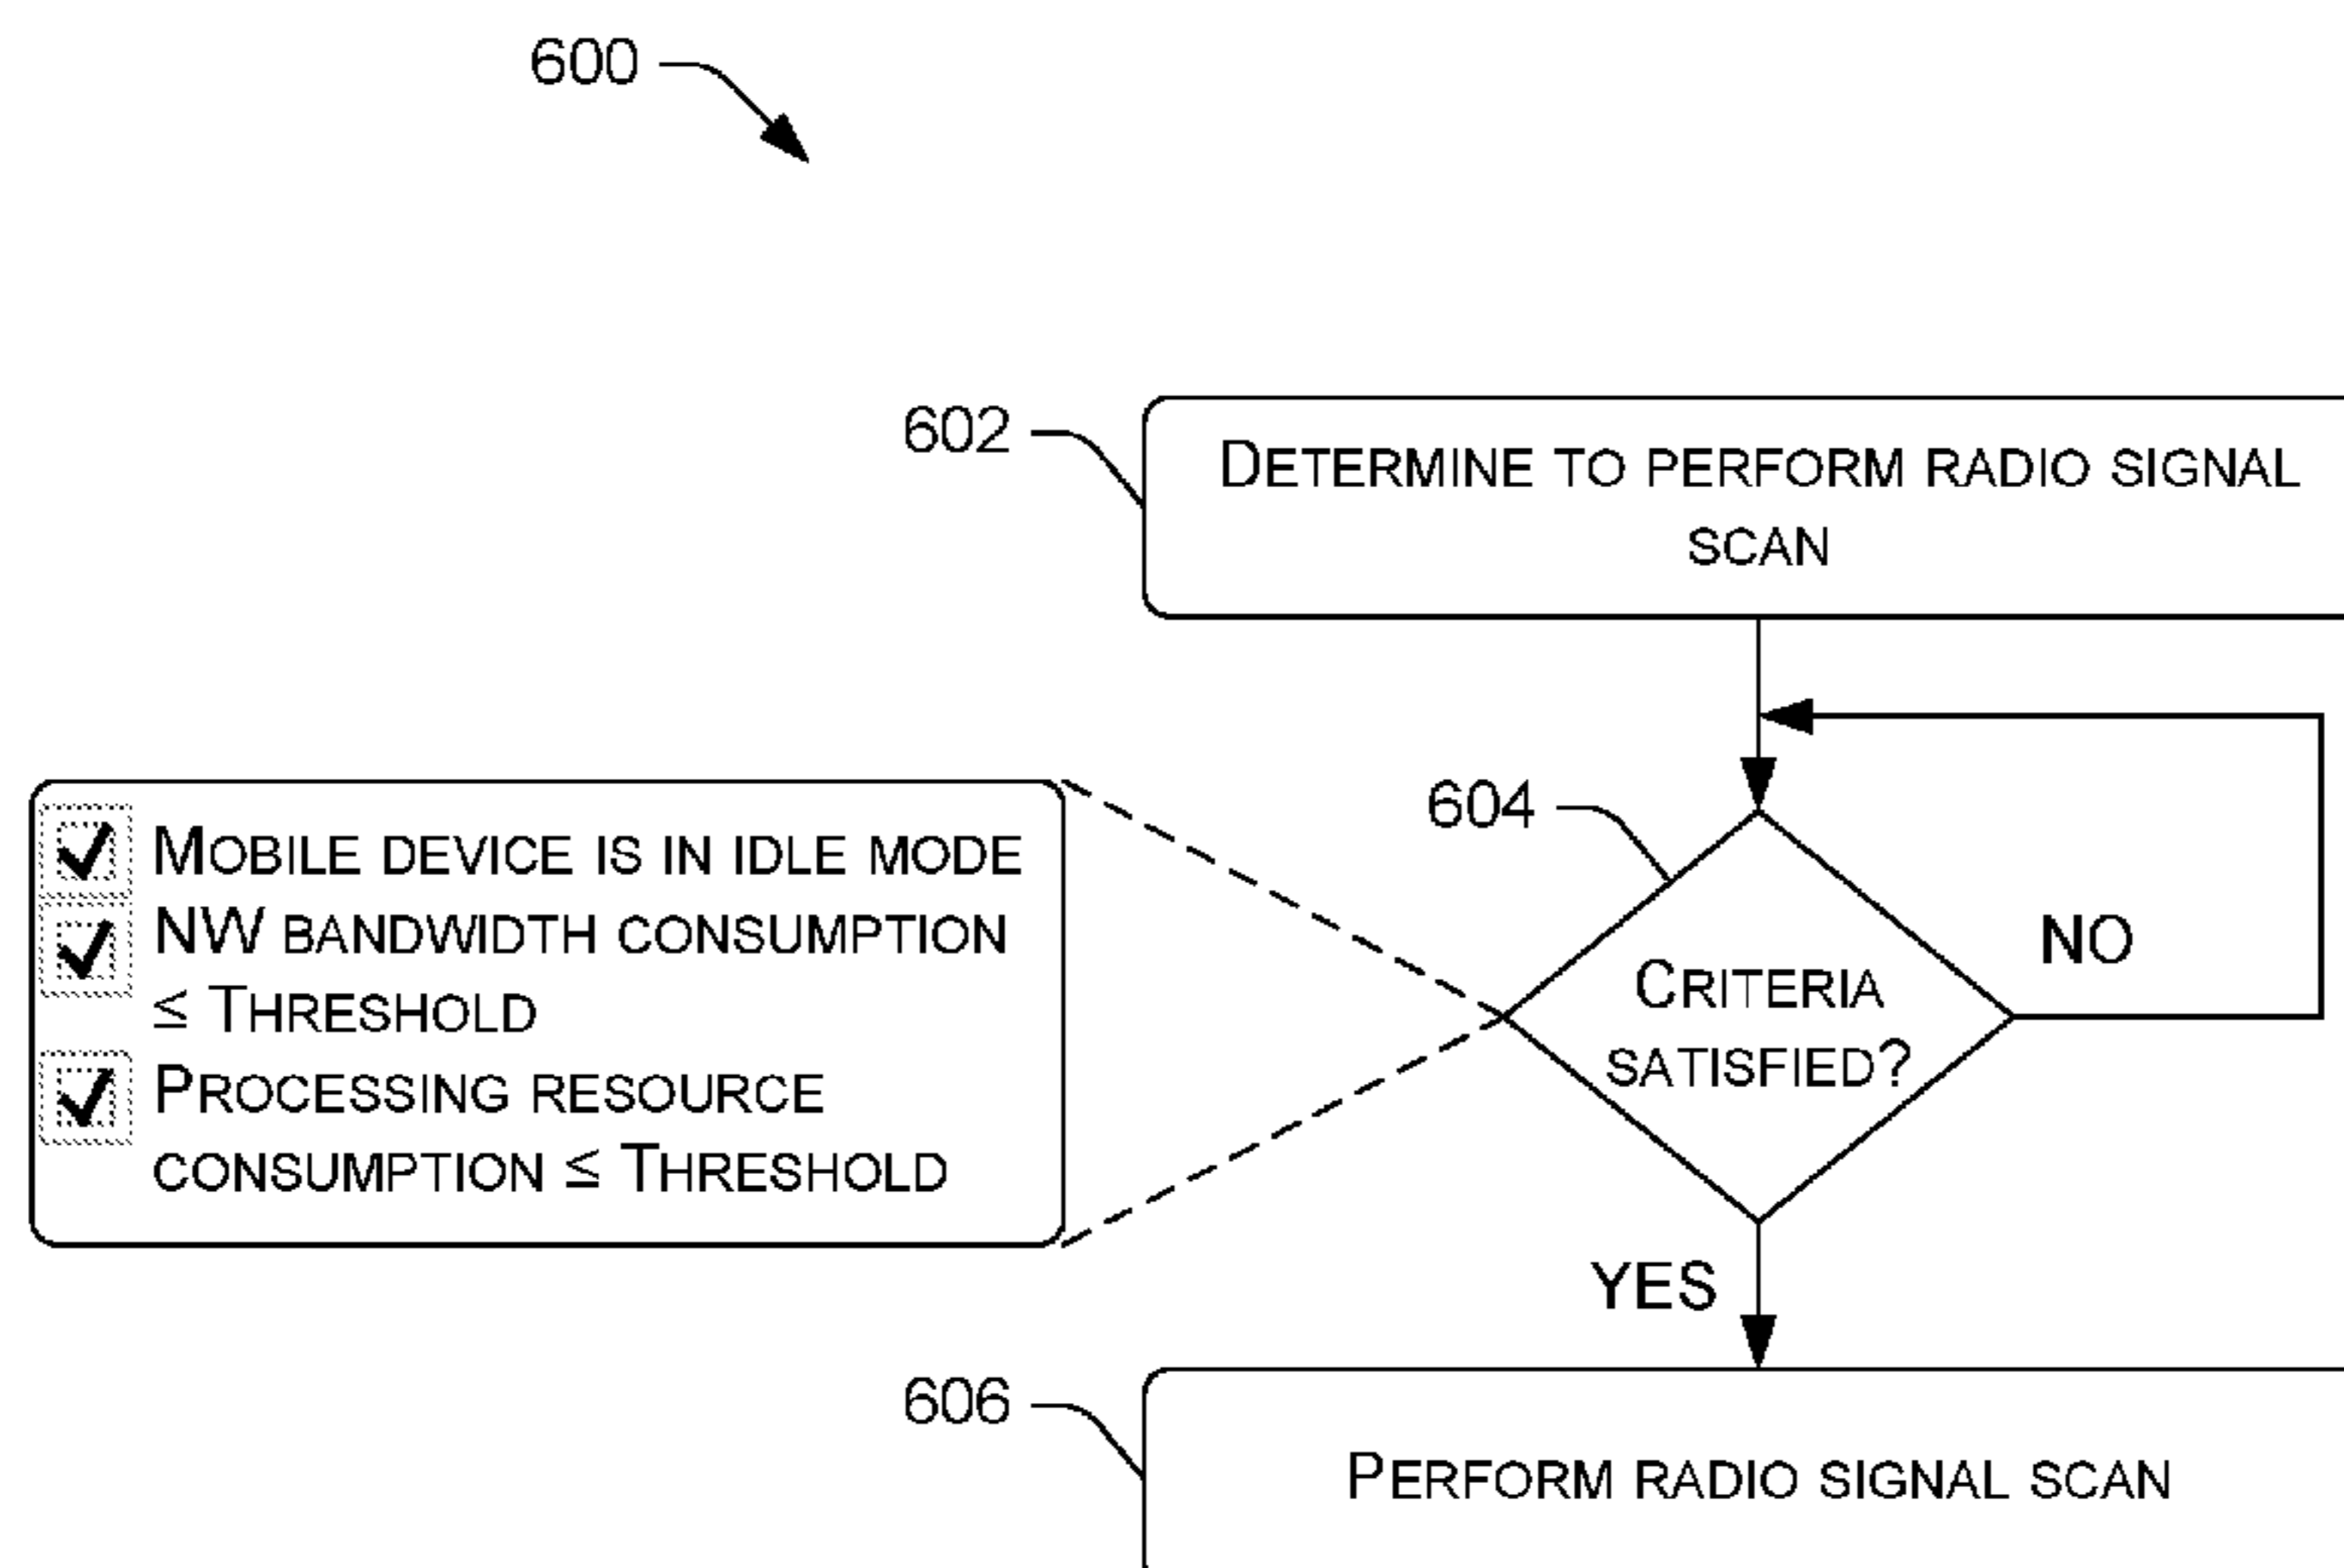 600
602
DETERMINE TO PERFORM RADIO SIGNAL
SCAN
MOBILE DEVICE IS IN IDLE MODE
NW BANDWIDTH CONSUMPTION
≤ THRESHOLD
PROCESSING RESOURCE
CONSUMPTION ≤ THRESHOLD
604
CRITERIA
SATISFIED?
NO
YES
606
PERFORM RADIO SIGNAL SCAN